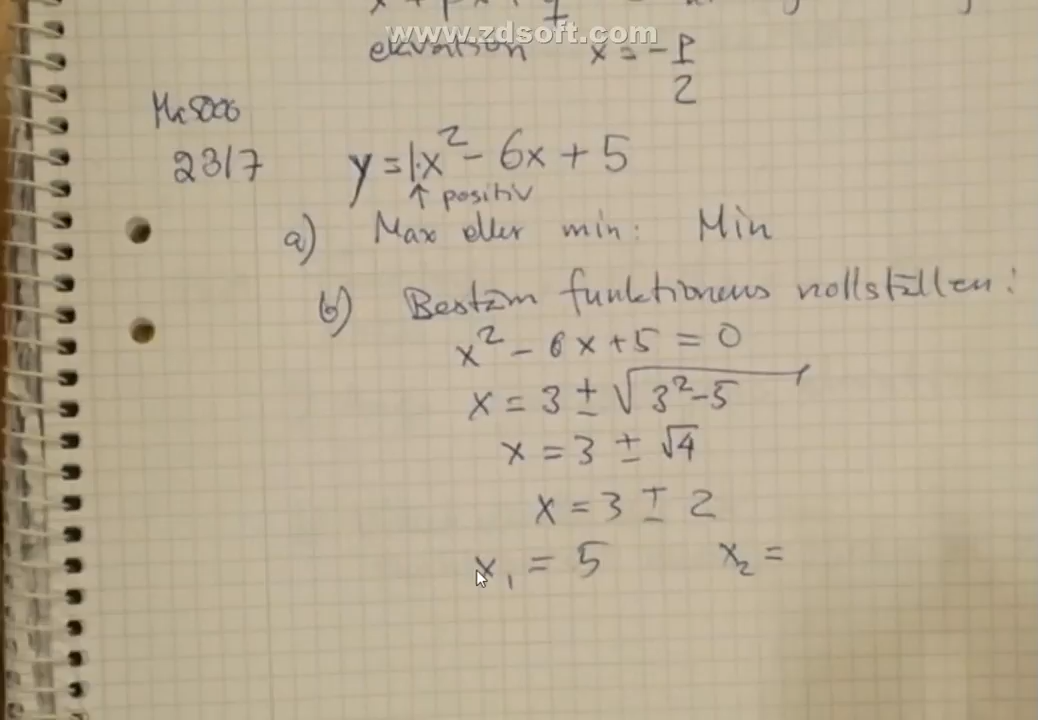 www.zdsoft.com
ekvation x = -P/2
Ma 5000
2317 y = 1·x² - 6x + 5
↑ positiv
a) Max eller min: Min
b) Bestäm funktionens nollställen:
x² - 6x + 5 = 0
x = 3 ± √(3² - 5)
x = 3 ± √4
x = 3 ± 2
x₁ = 5 x₂ =